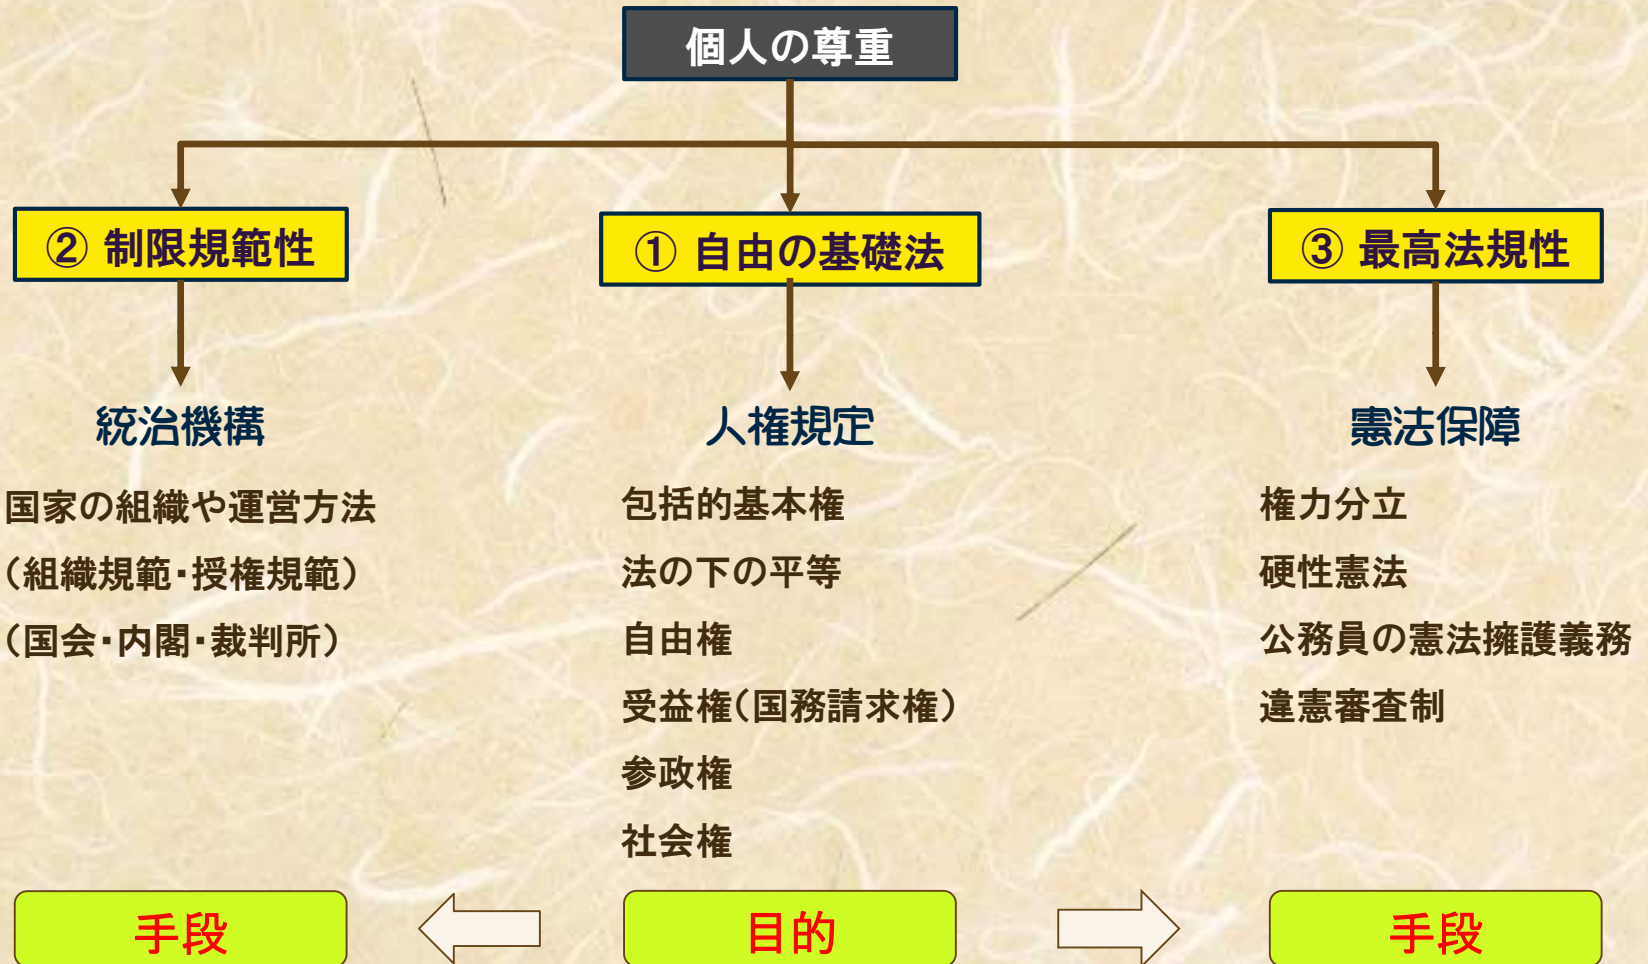 個人の尊重
② 制限規範性
① 自由の基礎法
③ 最高法規性
統治機構
人権規定
憲法保障
国家の組織や運営方法
（組織規範・授権規範）
（国会・内閣・裁判所）
包括的基本権
法の下の平等
自由権
受益権（国務請求権）
参政権
社会権
権力分立
硬性憲法
公務員の憲法擁護義務
違憲審査制
手段
目的
手段